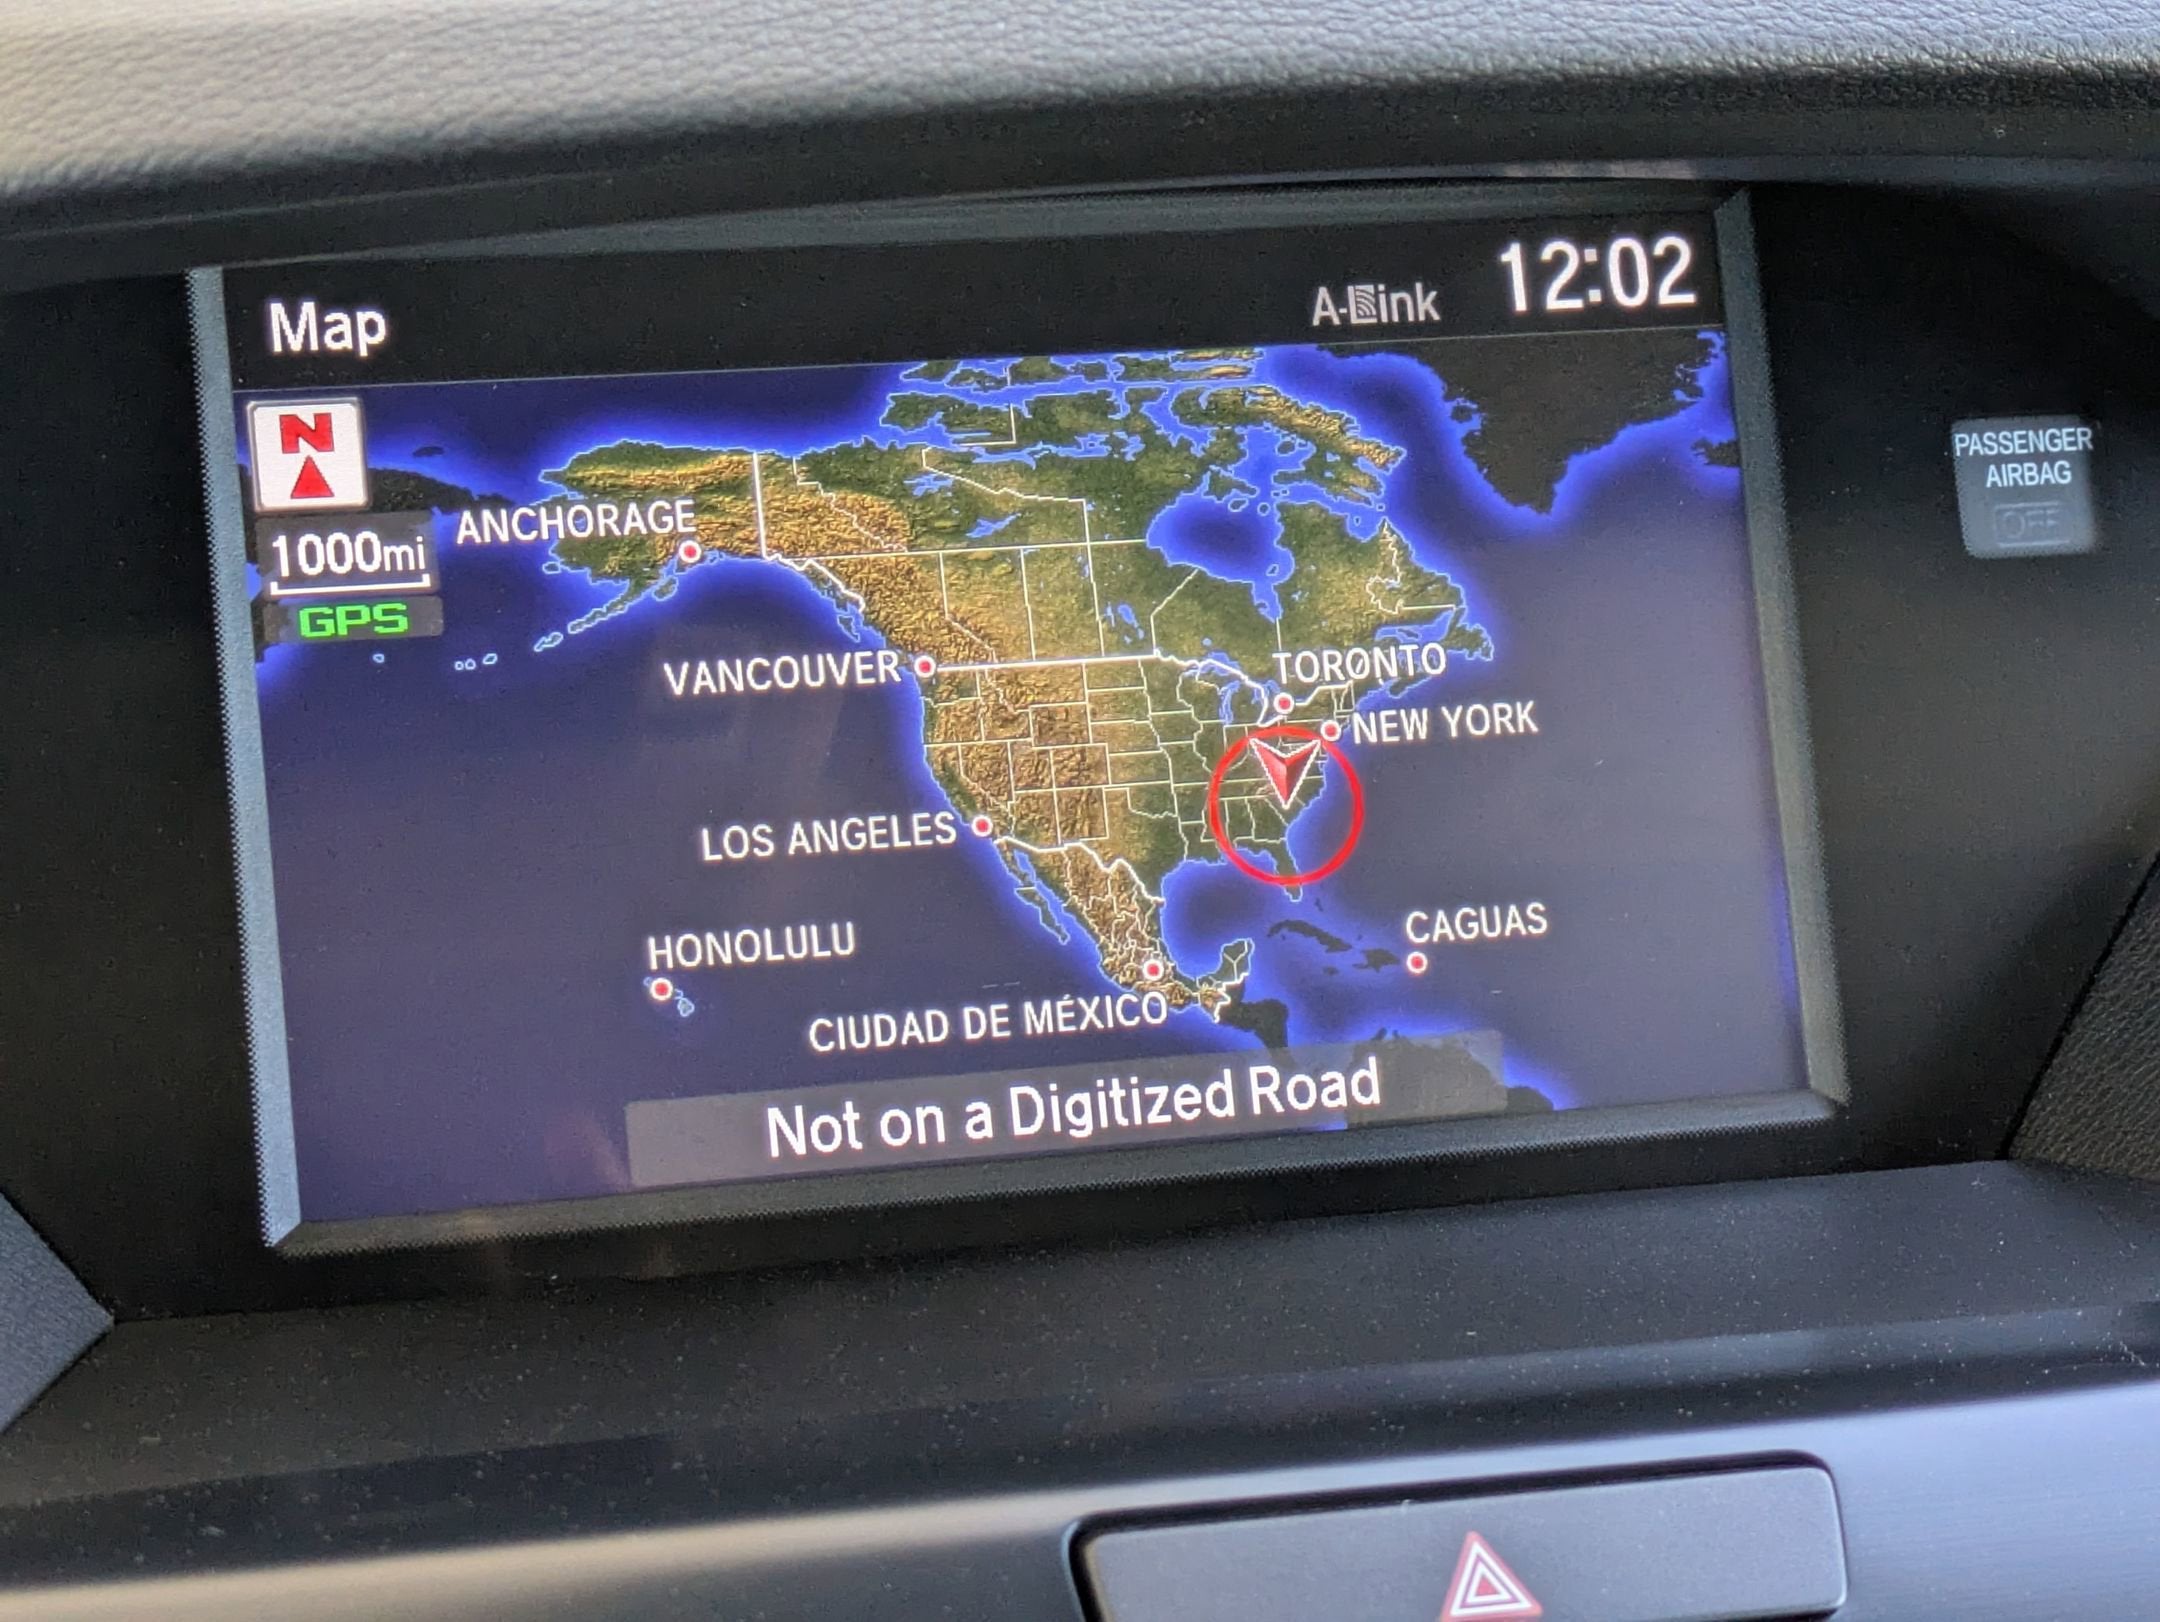 Map
A-Link
12:02
N
1000mi
GPS
ANCHORAGE
VANCOUVER
TORONTO
NEW YORK
LOS ANGELES
HONOLULU
CAGUAS
CIUDAD DE MÉXICO
Not on a Digitized Road
PASSENGER
AIRBAG
OFF